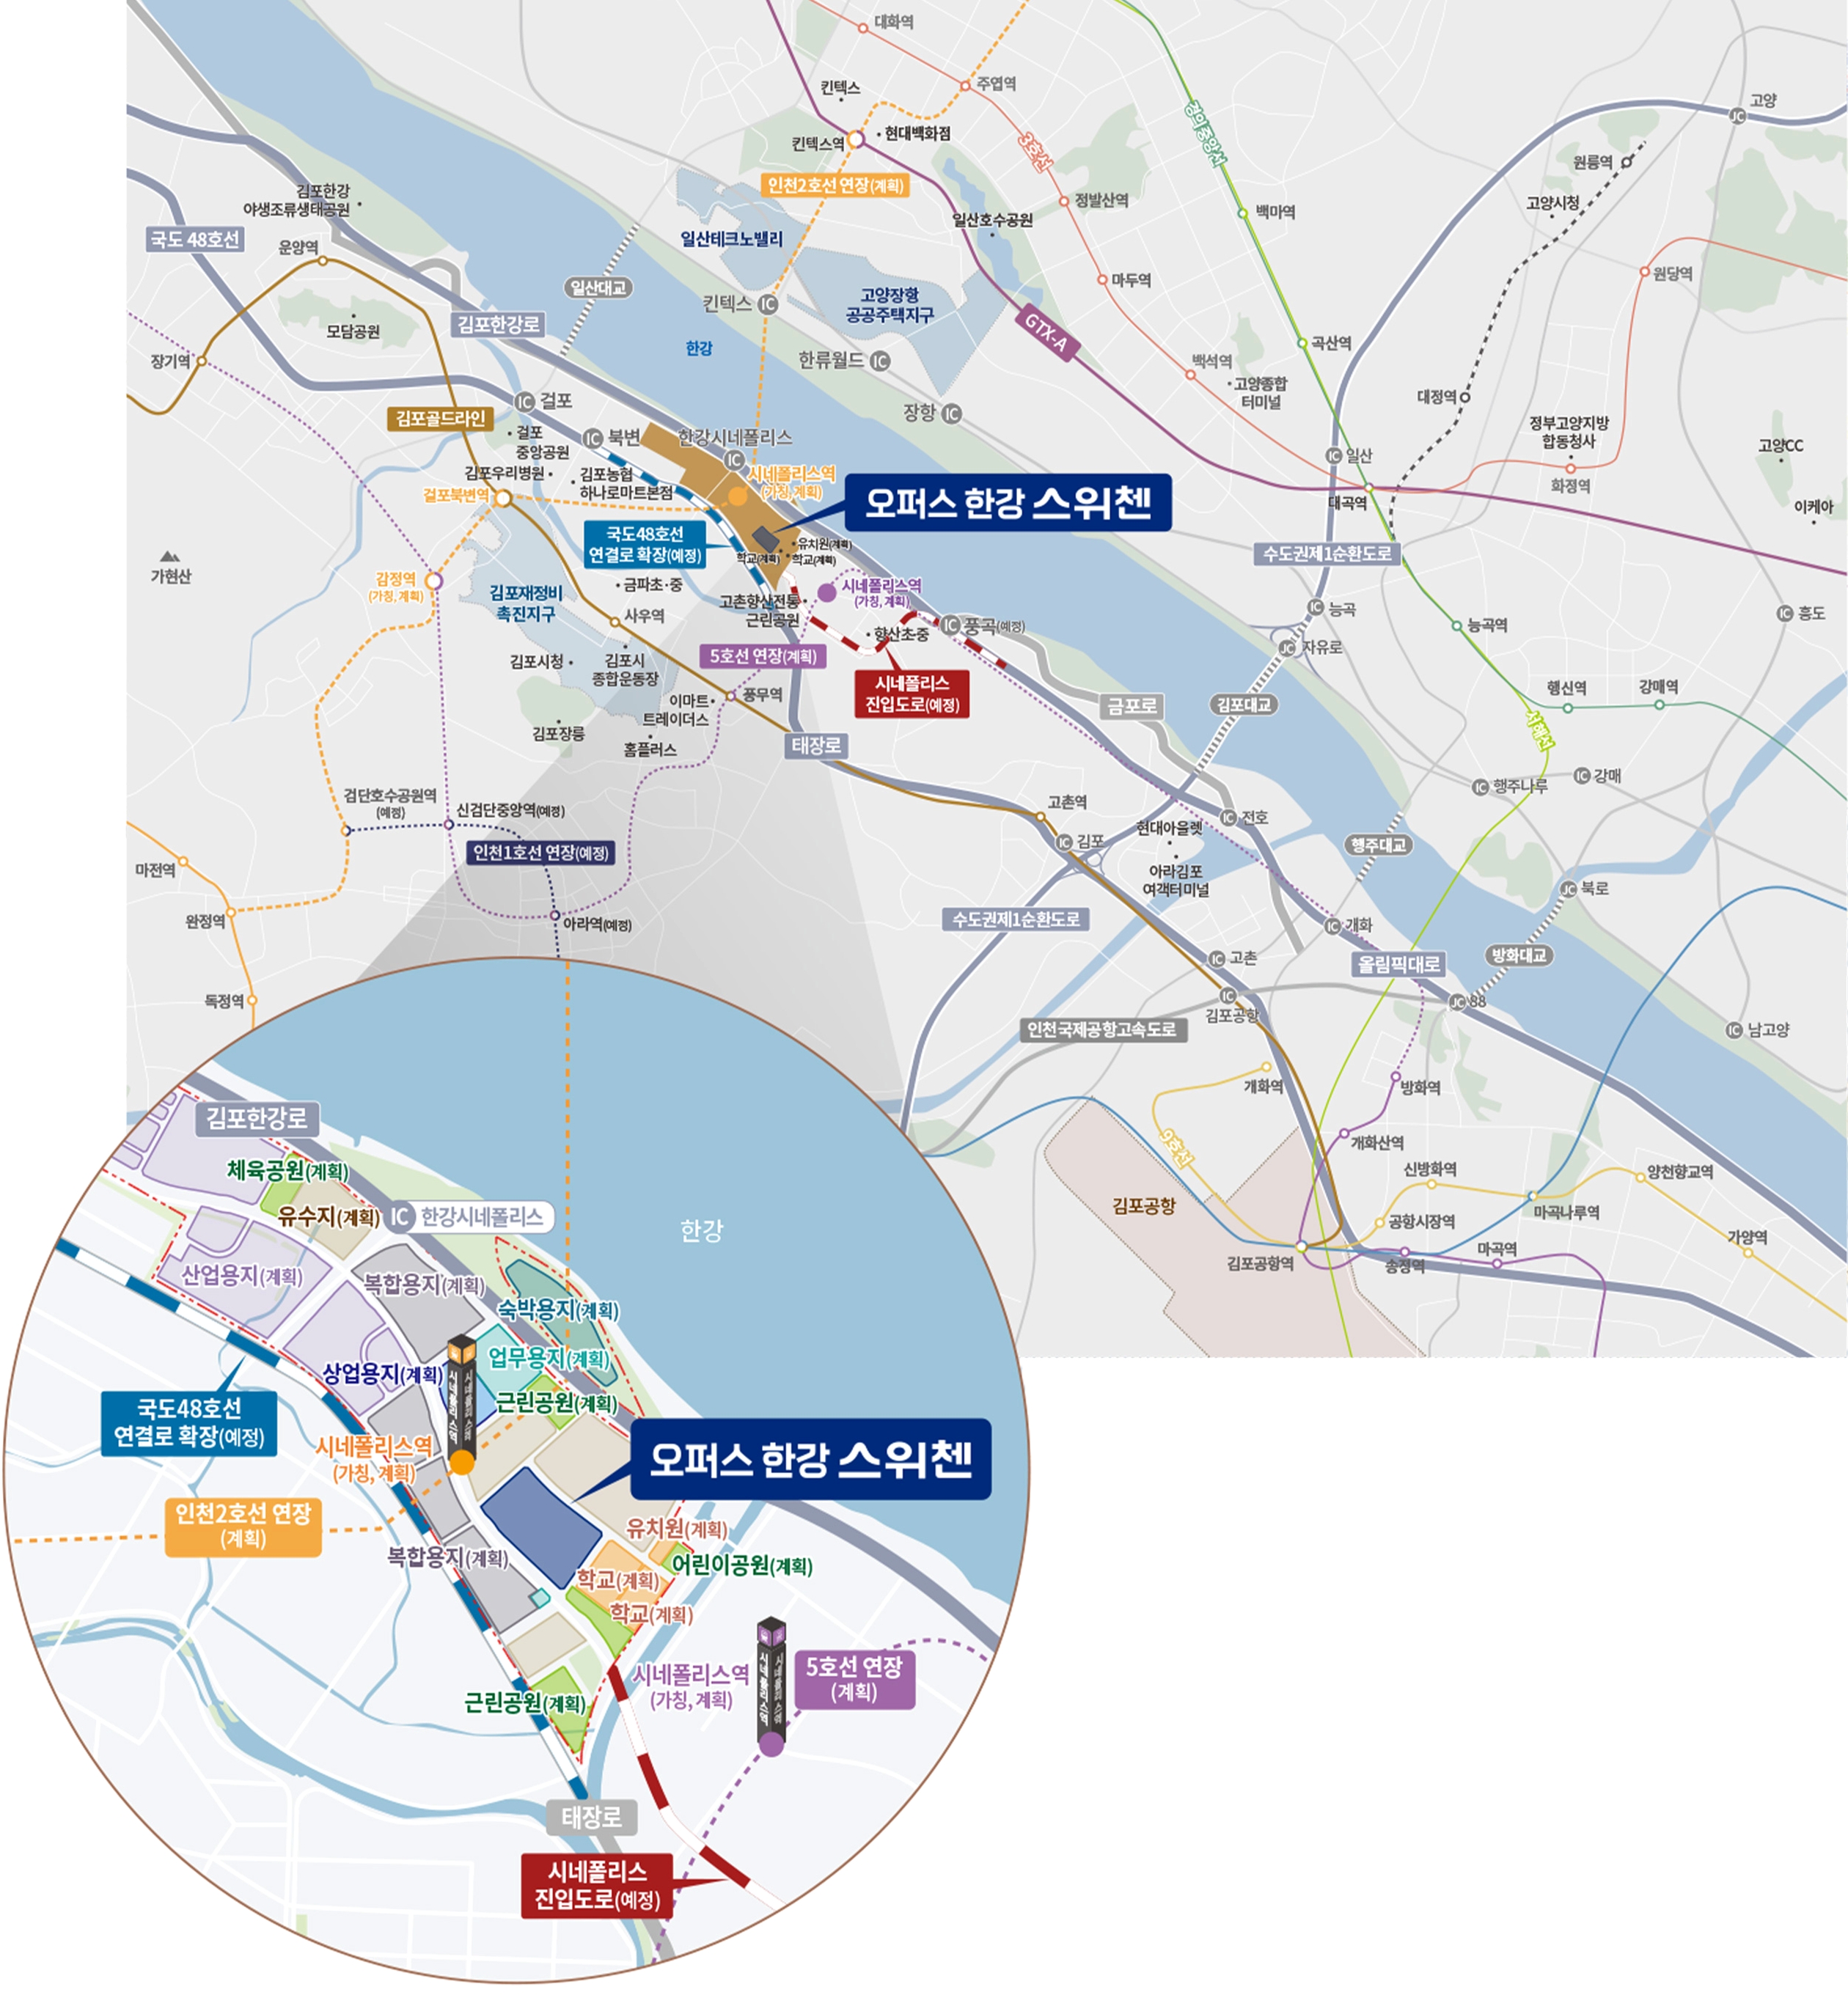 대화역
킨텍스
주엽역
고양
경의중앙선
킨텍스역
현대백화점
3호선
원릉역
인천2호선 연장(계획)
김포한강
야생조류생태공원
정발산역
백마역
고양시청
국도 48호선
운양역
일산테크노밸리
일산호수공원
마두역
원당역
일산대교
킨텍스 IC
고양장항
공공주택지구
김포한강로
모담공원
GTX-A
한강
장기역
한류월드 IC
백석역
곡산역
고양종합
터미널
대정역
IC 걸포
장항 IC
김포골드라인
걸포
중앙공원
IC 북변
한강시네폴리스
IC
정부고양지방
합동청사
고양CC
IC 일산
김포우리병원
김포농협
하나로마트본점
시네폴리스역
(가칭, 계획)
화정역
걸포북변역
오퍼스 한강 스위첸
대곡역
이케아
국도48호선
연결로 확장(예정)
유치원(계획)
학교(계획)
학교(계획)
수도권제1순환도로
가현산
감정역
(가칭, 계획)
김포재정비
촉진지구
금파초·중
고촌향산전통
근린공원
시네폴리스역
(가칭, 계획)
IC 능곡
IC 흥도
사우역
향산초중
IC 풍곡(예정)
능곡역
JC 자유로
김포시청
김포시
종합운동장
5호선 연장(계획)
시네폴리스
진입도로(예정)
행신역
강매역
이마트
트레이더스
풍무역
금포로
김포대교
김포장릉
홈플러스
태장로
서해선
IC 행주나루
IC 강매
검단호수공원역
(예정)
신검단중앙역(예정)
고촌역
IC 전호
현대아울렛
인천1호선 연장(예정)
IC 김포
행주대교
마전역
아라김포
여객터미널
JC 북로
완정역
아라역(예정)
수도권제1순환도로
IC 개화
방화대교
IC 고촌
올림픽대로
독정역
IC
김포공항
JC 88
인천국제공항고속도로
IC 남고양
개화역
방화역
9호선
개화산역
신방화역
양천향교역
김포공항
마곡나루역
공항시장역
가양역
김포공항역
송정역
마곡역
김포한강로
체육공원(계획)
유수지(계획)
IC 한강시네폴리스
한강
산업용지(계획)
복합용지(계획)
숙박용지(계획)
업무용지(계획)
상업용지(계획)
시네폴리스역
시네폴리스역
근린공원(계획)
국도48호선
연결로 확장(예정)
시네폴리스역
(가칭, 계획)
오퍼스 한강 스위첸
인천2호선 연장
(계획)
유치원(계획)
복합용지(계획)
어린이공원(계획)
학교(계획)
학교(계획)
시네폴리스역
(가칭, 계획)
시네폴리스역
시네폴리스역
5호선 연장
(계획)
근린공원(계획)
태장로
시네폴리스
진입도로(예정)